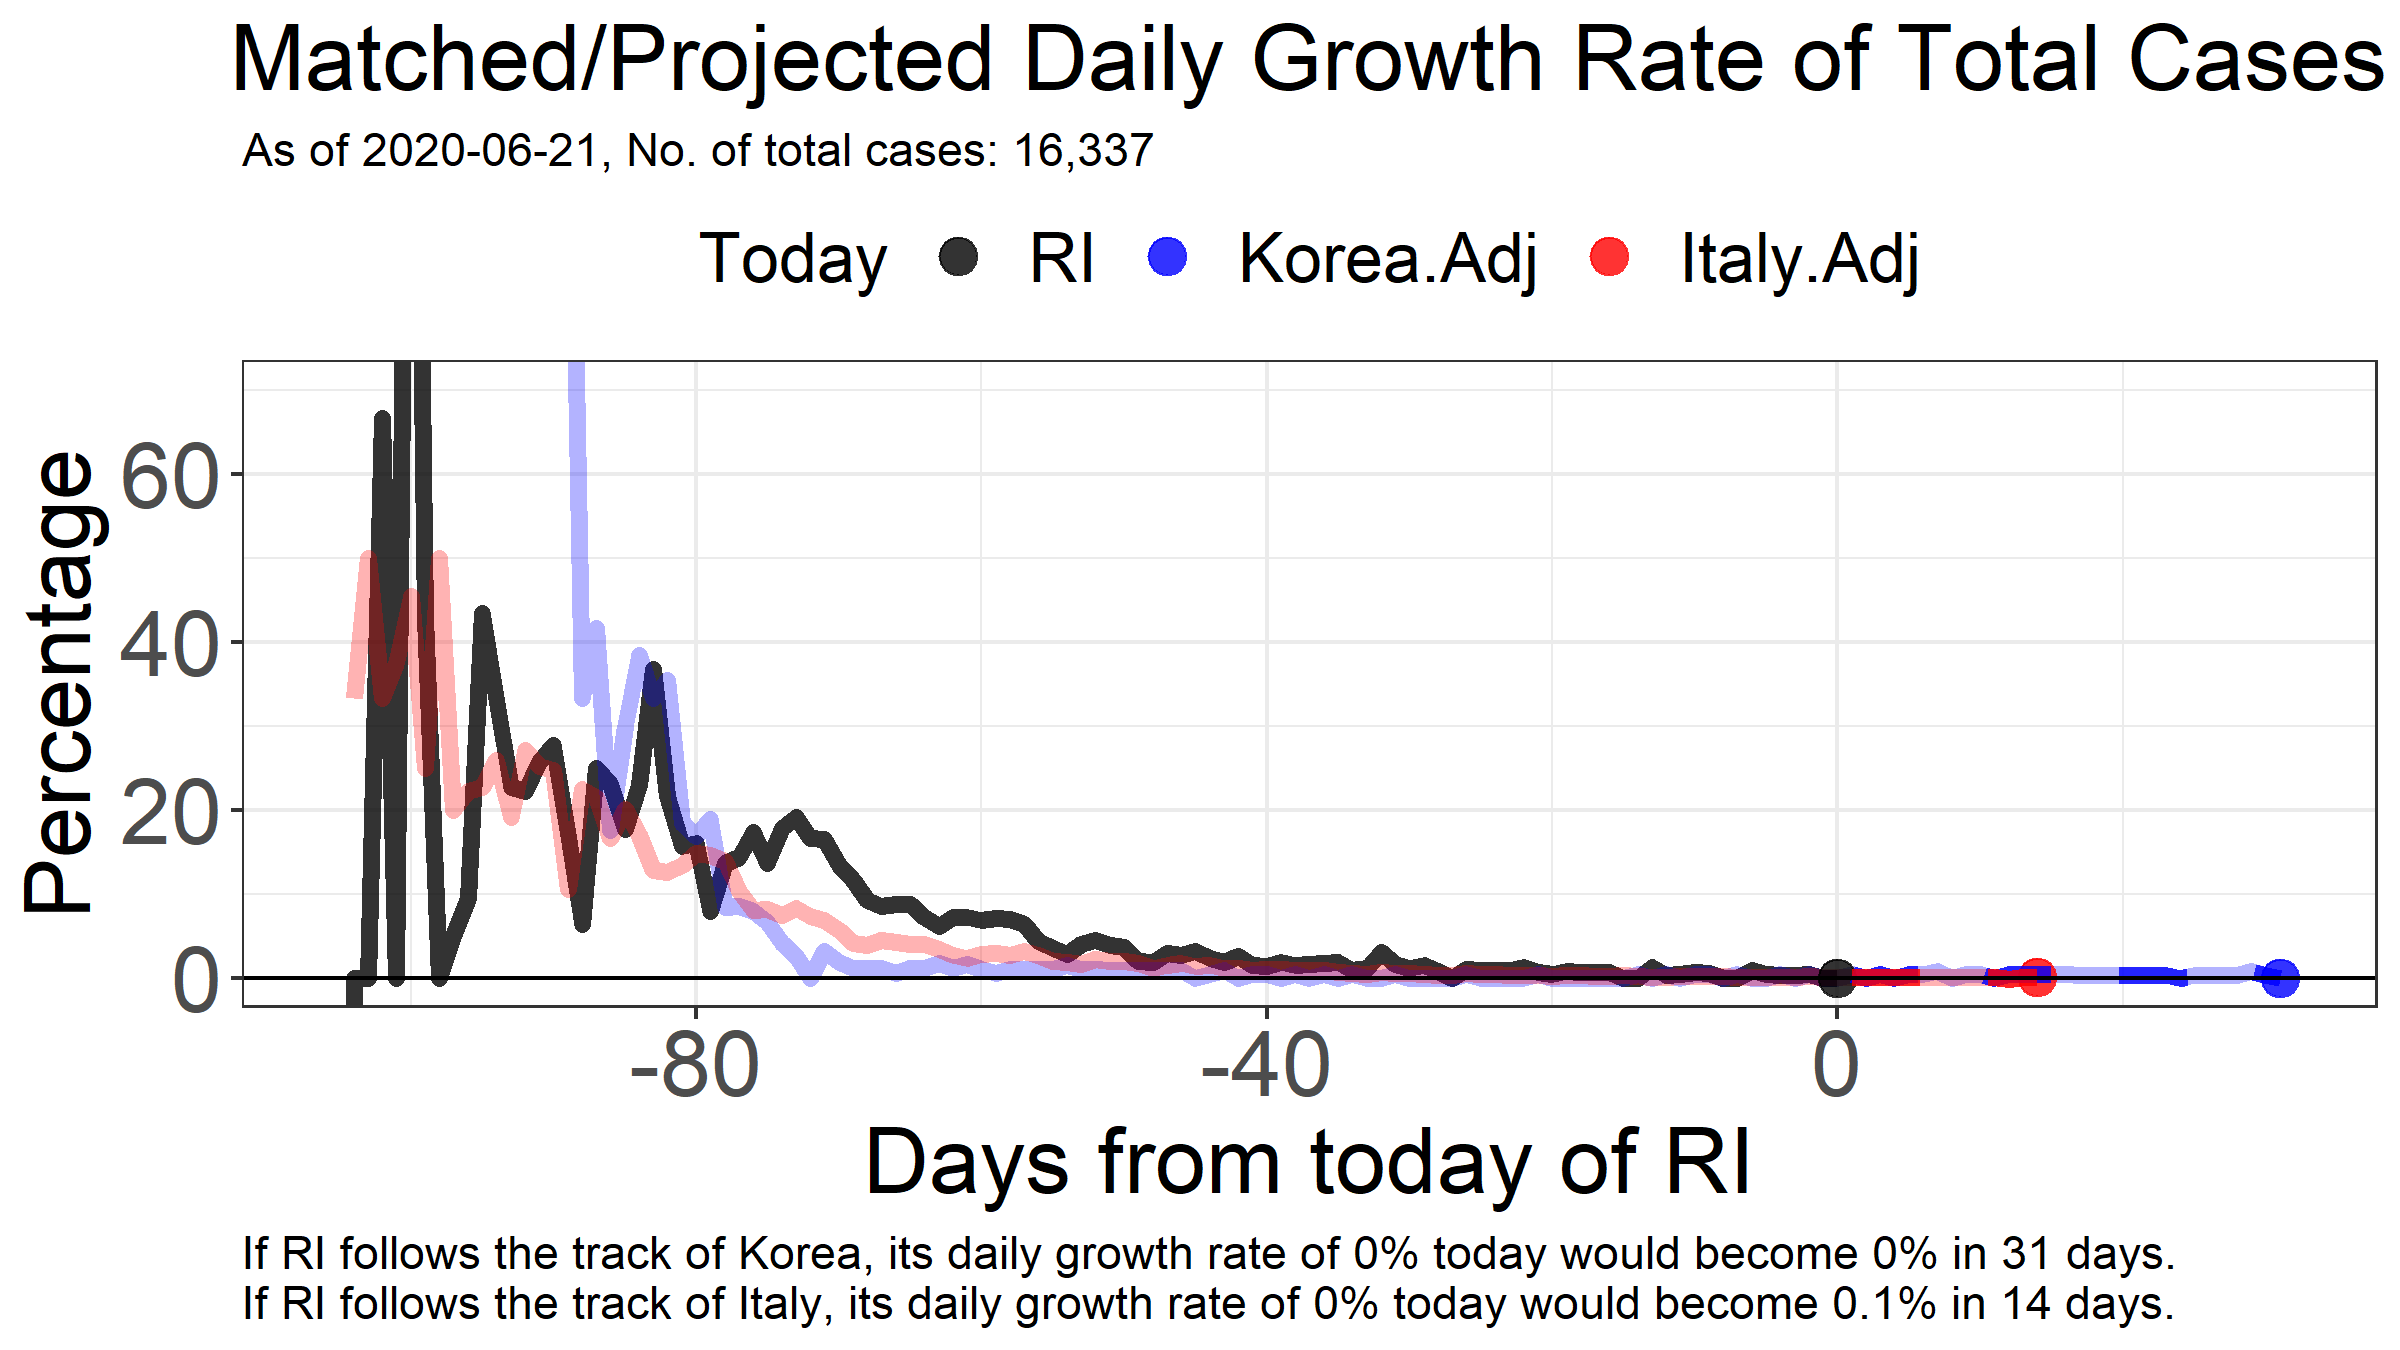 Matched/Projected Daily Growth Rate of Total Cases
As of 2020-06-21, No. of total cases: 16,337
Today RI Korea.Adj Italy.Adj
Percentage
60
40
20
0
-80 -40 0
Days from today of RI
If RI follows the track of Korea, its daily growth rate of 0% today would become 0% in 31 days.
If RI follows the track of Italy, its daily growth rate of 0% today would become 0.1% in 14 days.